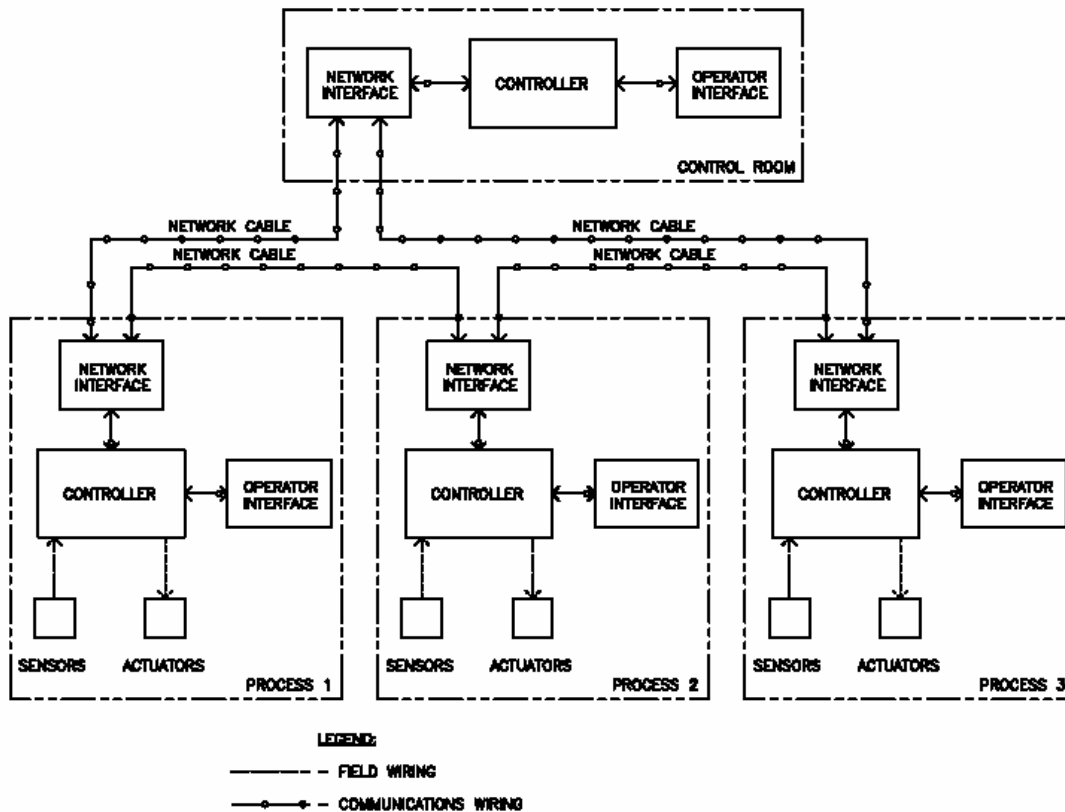 NETWORK
INTERFACE
CONTROLLER
OPERATOR
INTERFACE
CONTROL ROOM
NETWORK CABLE
NETWORK CABLE
NETWORK CABLE
NETWORK CABLE
NETWORK
INTERFACE
CONTROLLER
OPERATOR
INTERFACE
SENSORS
ACTUATORS
PROCESS 1
NETWORK
INTERFACE
CONTROLLER
OPERATOR
INTERFACE
SENSORS
ACTUATORS
PROCESS 2
NETWORK
INTERFACE
CONTROLLER
OPERATOR
INTERFACE
SENSORS
ACTUATORS
PROCESS 3
LEGEND:
- FIELD WIRING
- COMMUNICATIONS WIRING